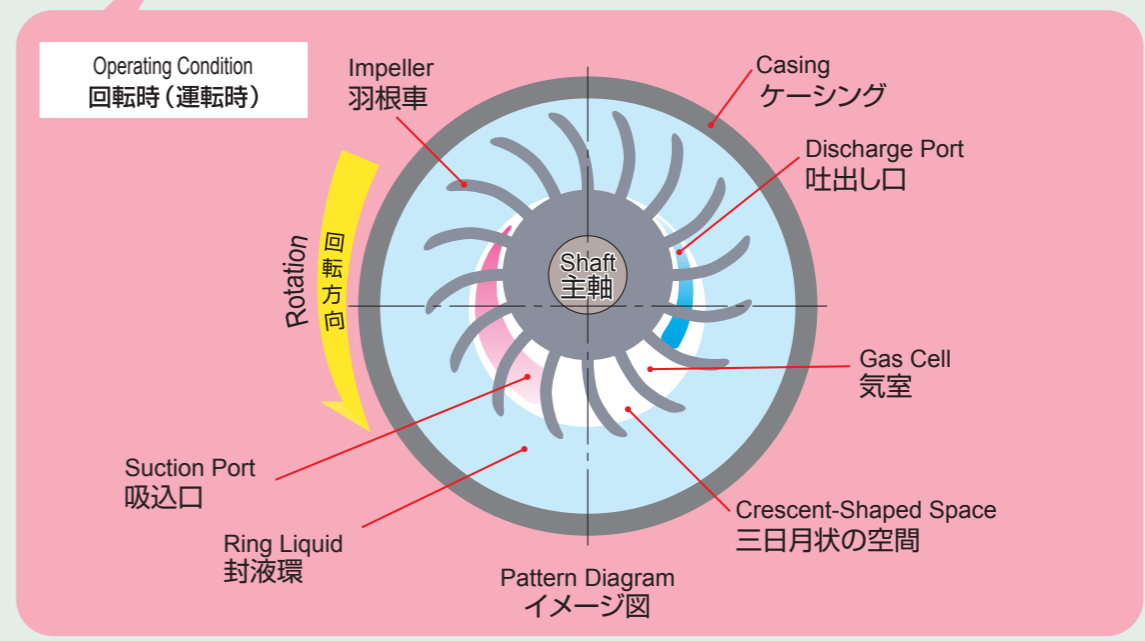 Operating Condition
回転時（運転時）
Impeller
羽根車
Casing
ケーシング
Discharge Port
吐出し口
Rotation
回転方向
Shaft
主軸
Gas Cell
気室
Suction Port
吸込口
Crescent-Shaped Space
三日月状の空間
Ring Liquid
封液環
Pattern Diagram
イメージ図